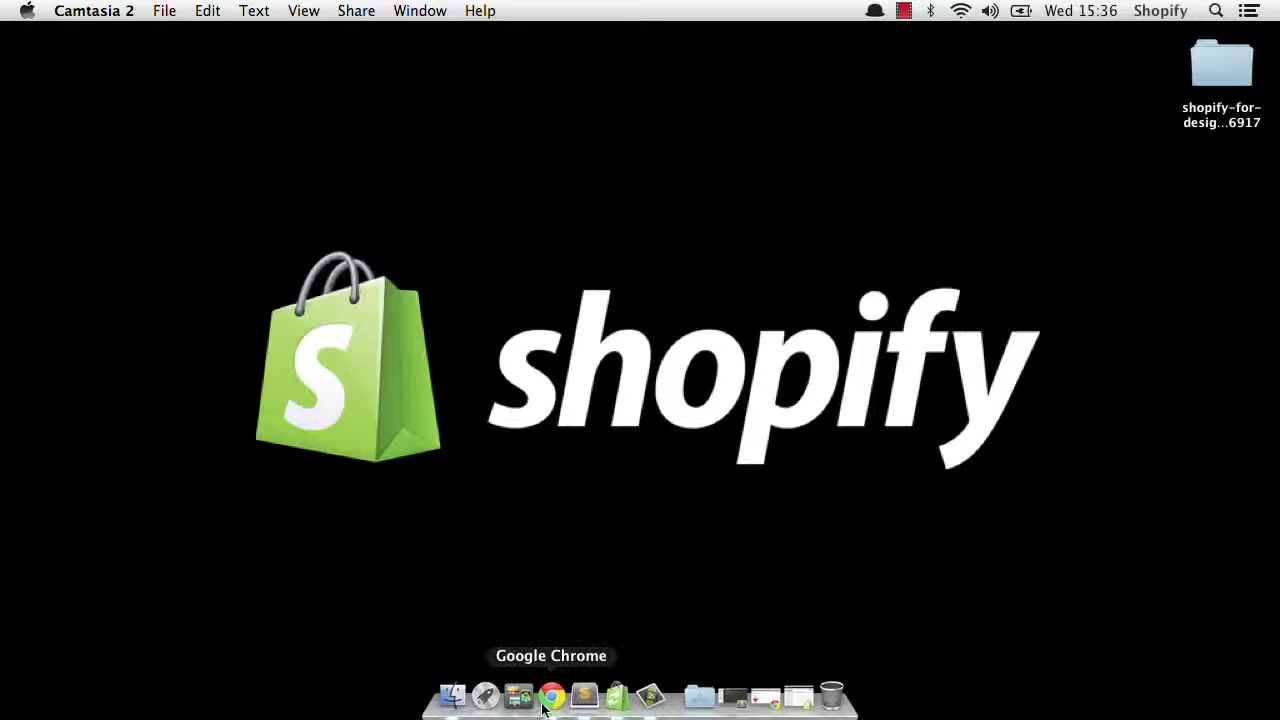 Camtasia 2 File Edit Text View Share Window Help Wed 15:36 Shopify
shopify-for-
desig...6917
S shopify
Google Chrome